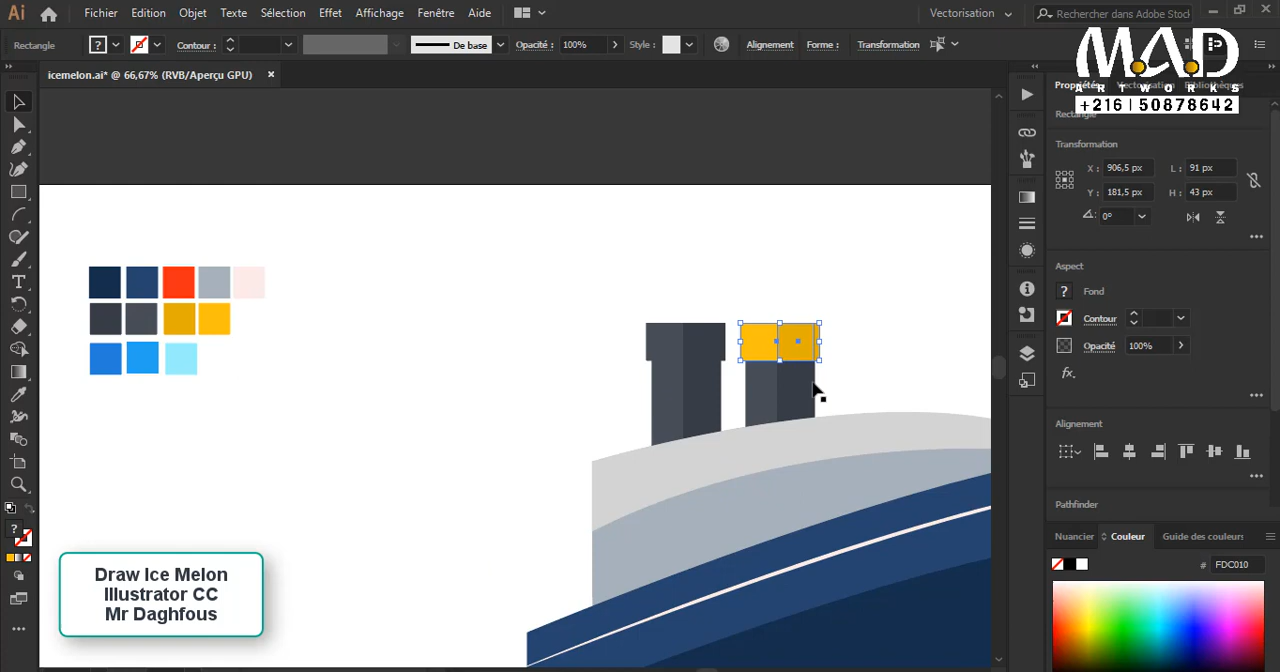 Ai Fichier Edition Objet Texte Sélection Effet Affichage Fenêtre Aide Vectorisation Rechercher dans Adobe Stock
Rectangle ? Contour : De base Opacité : 100% Style : Alignement Forme : Transformation
icemelon.ai* @ 66,67% (RVB/Aperçu GPU) ×
MAD
ARTWORKS
+216 | 50878642
Propriétés Vectorisation Bibliothèques
Rectangle
Transformation
X : 906,5 px L : 91 px
Y : 181,5 px H : 43 px
0°
Aspect
? Fond
Contour
Opacité 100%
fx.
Alignement
Pathfinder
Nuancier Couleur Guide des couleurs
# FDC010
Draw Ice Melon
Illustrator CC
Mr Daghfous